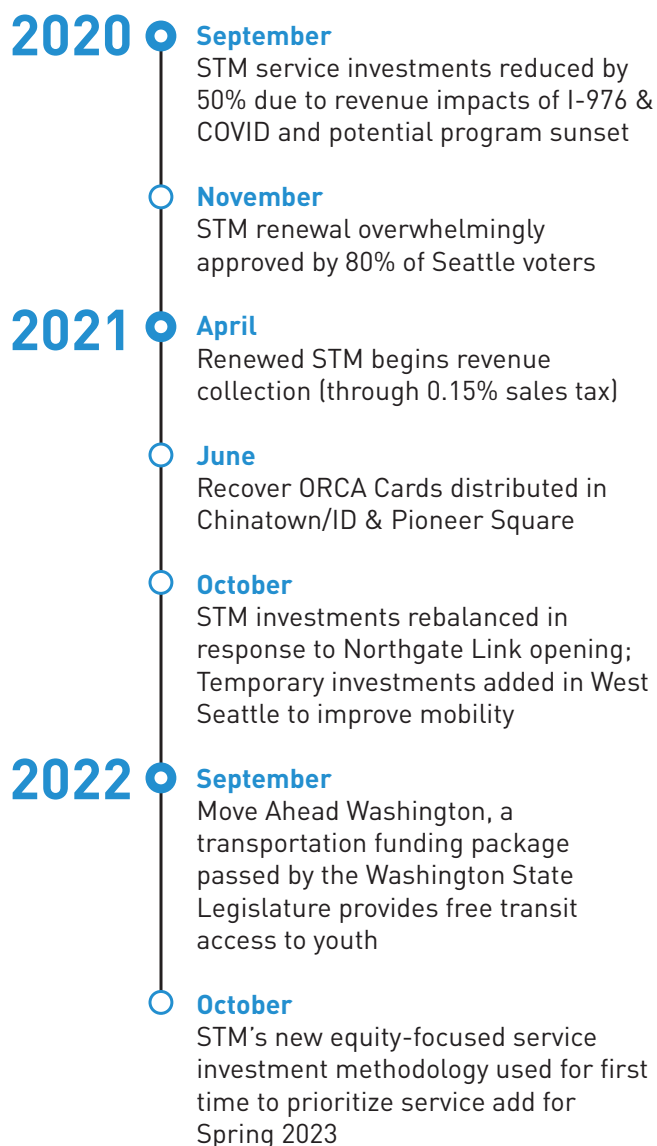 2020
September
STM service investments reduced by
50% due to revenue impacts of I-976 &
COVID and potential program sunset
November
STM renewal overwhelmingly
approved by 80% of Seattle voters
2021
April
Renewed STM begins revenue
collection (through 0.15% sales tax)
June
Recover ORCA Cards distributed in
Chinatown/ID & Pioneer Square
October
STM investments rebalanced in
response to Northgate Link opening;
Temporary investments added in West
Seattle to improve mobility
2022
September
Move Ahead Washington, a
transportation funding package
passed by the Washington State
Legislature provides free transit
access to youth
October
STM’s new equity-focused service
investment methodology used for first
time to prioritize service add for
Spring 2023